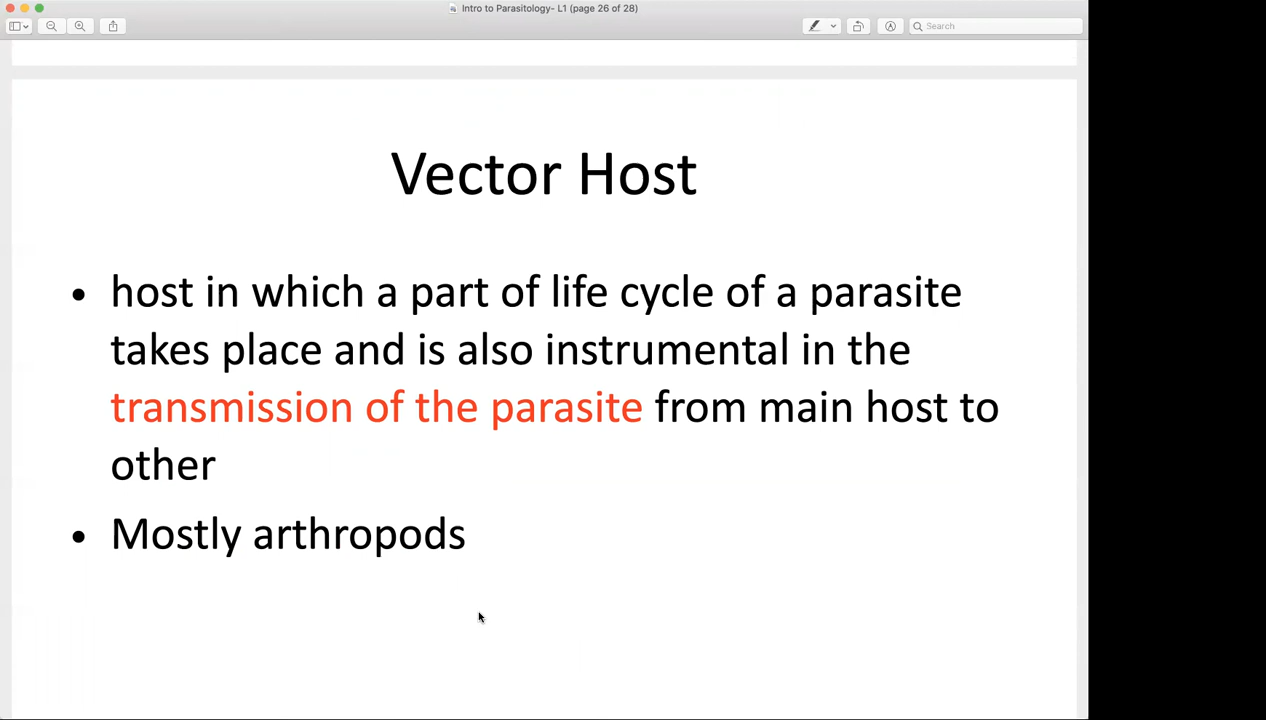 Intro to Parasitology- L1 (page 26 of 28)
Search
Vector Host
• host in which a part of life cycle of a parasite
takes place and is also instrumental in the
transmission of the parasite from main host to
other
• Mostly arthropods